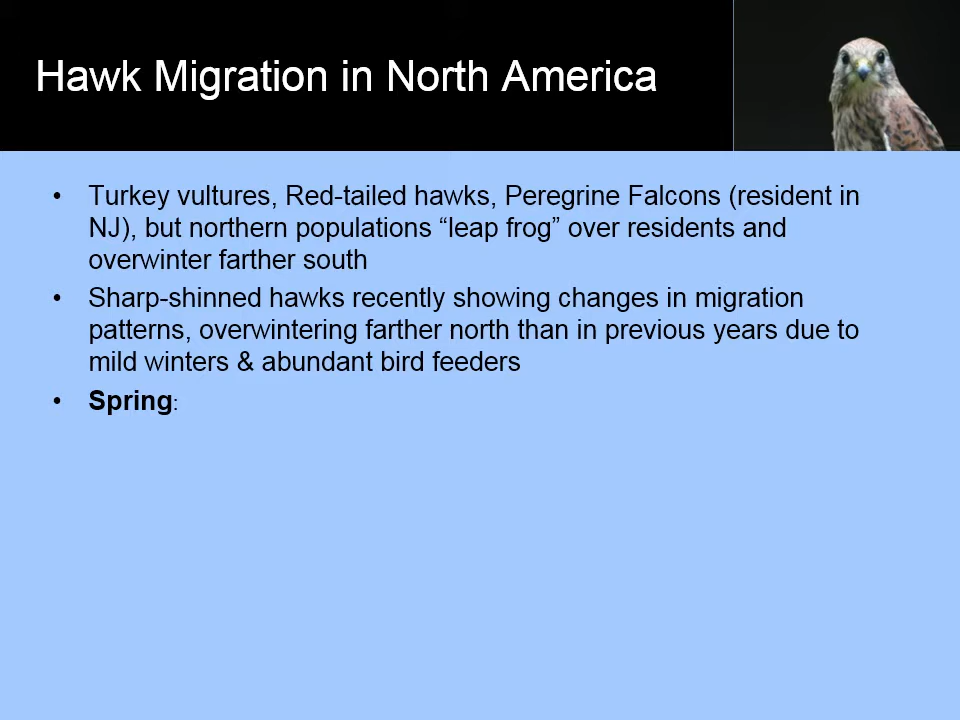 Hawk Migration in North America
• Turkey vultures, Red-tailed hawks, Peregrine Falcons (resident in
NJ), but northern populations “leap frog” over residents and
overwinter farther south
• Sharp-shinned hawks recently showing changes in migration
patterns, overwintering farther north than in previous years due to
mild winters & abundant bird feeders
• Spring: